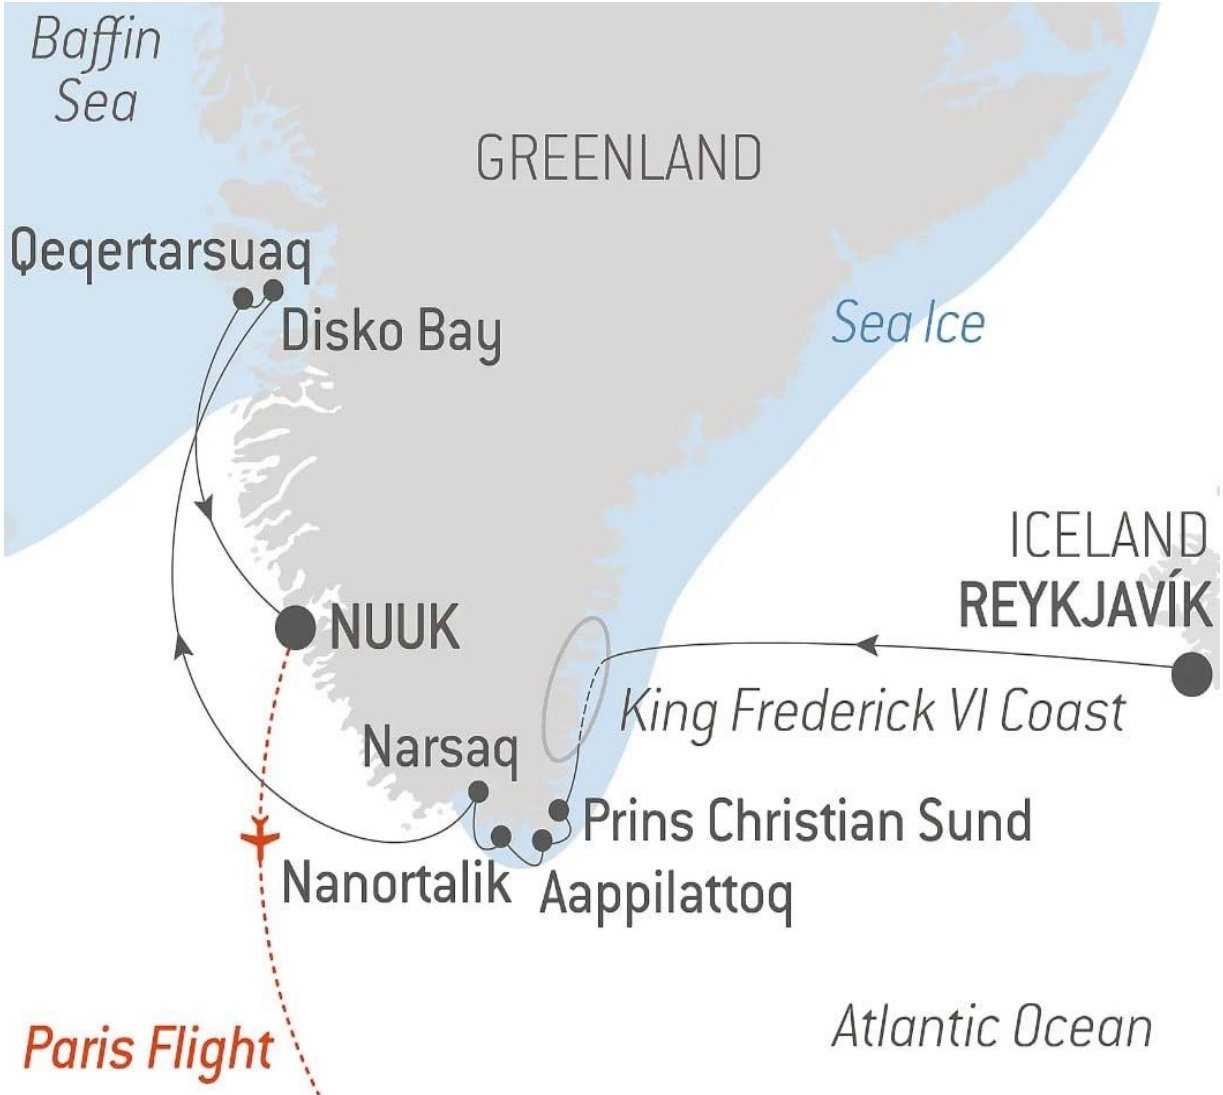 Baffin
Sea
GREENLAND
Qeqertarsuaq
Disko Bay
Sea Ice
ICELAND
REYKJAVÍK
NUUK
King Frederick VI Coast
Narsaq
Prins Christian Sund
Nanortalik
Aappilattoq
Atlantic Ocean
Paris Flight